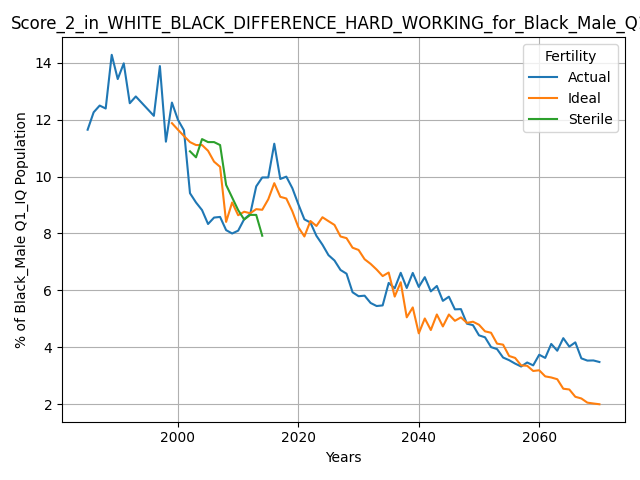 Score_2_in_WHITE_BLACK_DIFFERENCE_HARD_WORKING_for_Black_Male_Q
Fertility
Actual
Ideal
Sterile
% of Black_Male Q1_IQ Population
14
12
10
8
6
4
2
2000 2020 2040 2060
Years